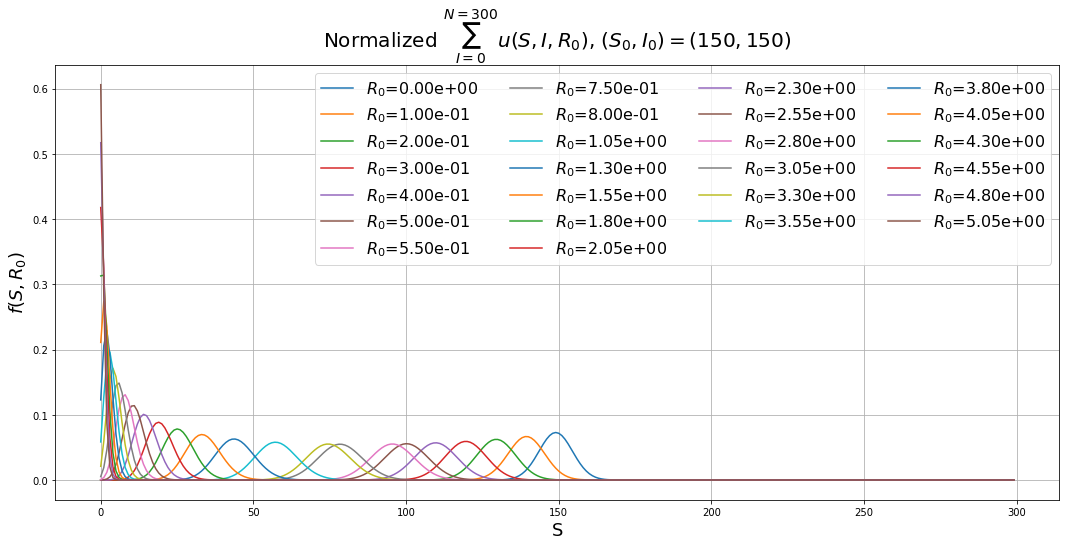 Normalized \sum_{I=0}^{N=300} u(S, I, R_0), (S_0, I_0) = (150, 150)
R_0=0.00e+00
R_0=1.00e-01
R_0=2.00e-01
R_0=3.00e-01
R_0=4.00e-01
R_0=5.00e-01
R_0=5.50e-01
R_0=7.50e-01
R_0=8.00e-01
R_0=1.05e+00
R_0=1.30e+00
R_0=1.55e+00
R_0=1.80e+00
R_0=2.05e+00
R_0=2.30e+00
R_0=2.55e+00
R_0=2.80e+00
R_0=3.05e+00
R_0=3.30e+00
R_0=3.55e+00
R_0=3.80e+00
R_0=4.05e+00
R_0=4.30e+00
R_0=4.55e+00
R_0=4.80e+00
R_0=5.05e+00
f(S, R_0)
0.6
0.5
0.4
0.3
0.2
0.1
0.0
0 50 100 150 200 250 300
S